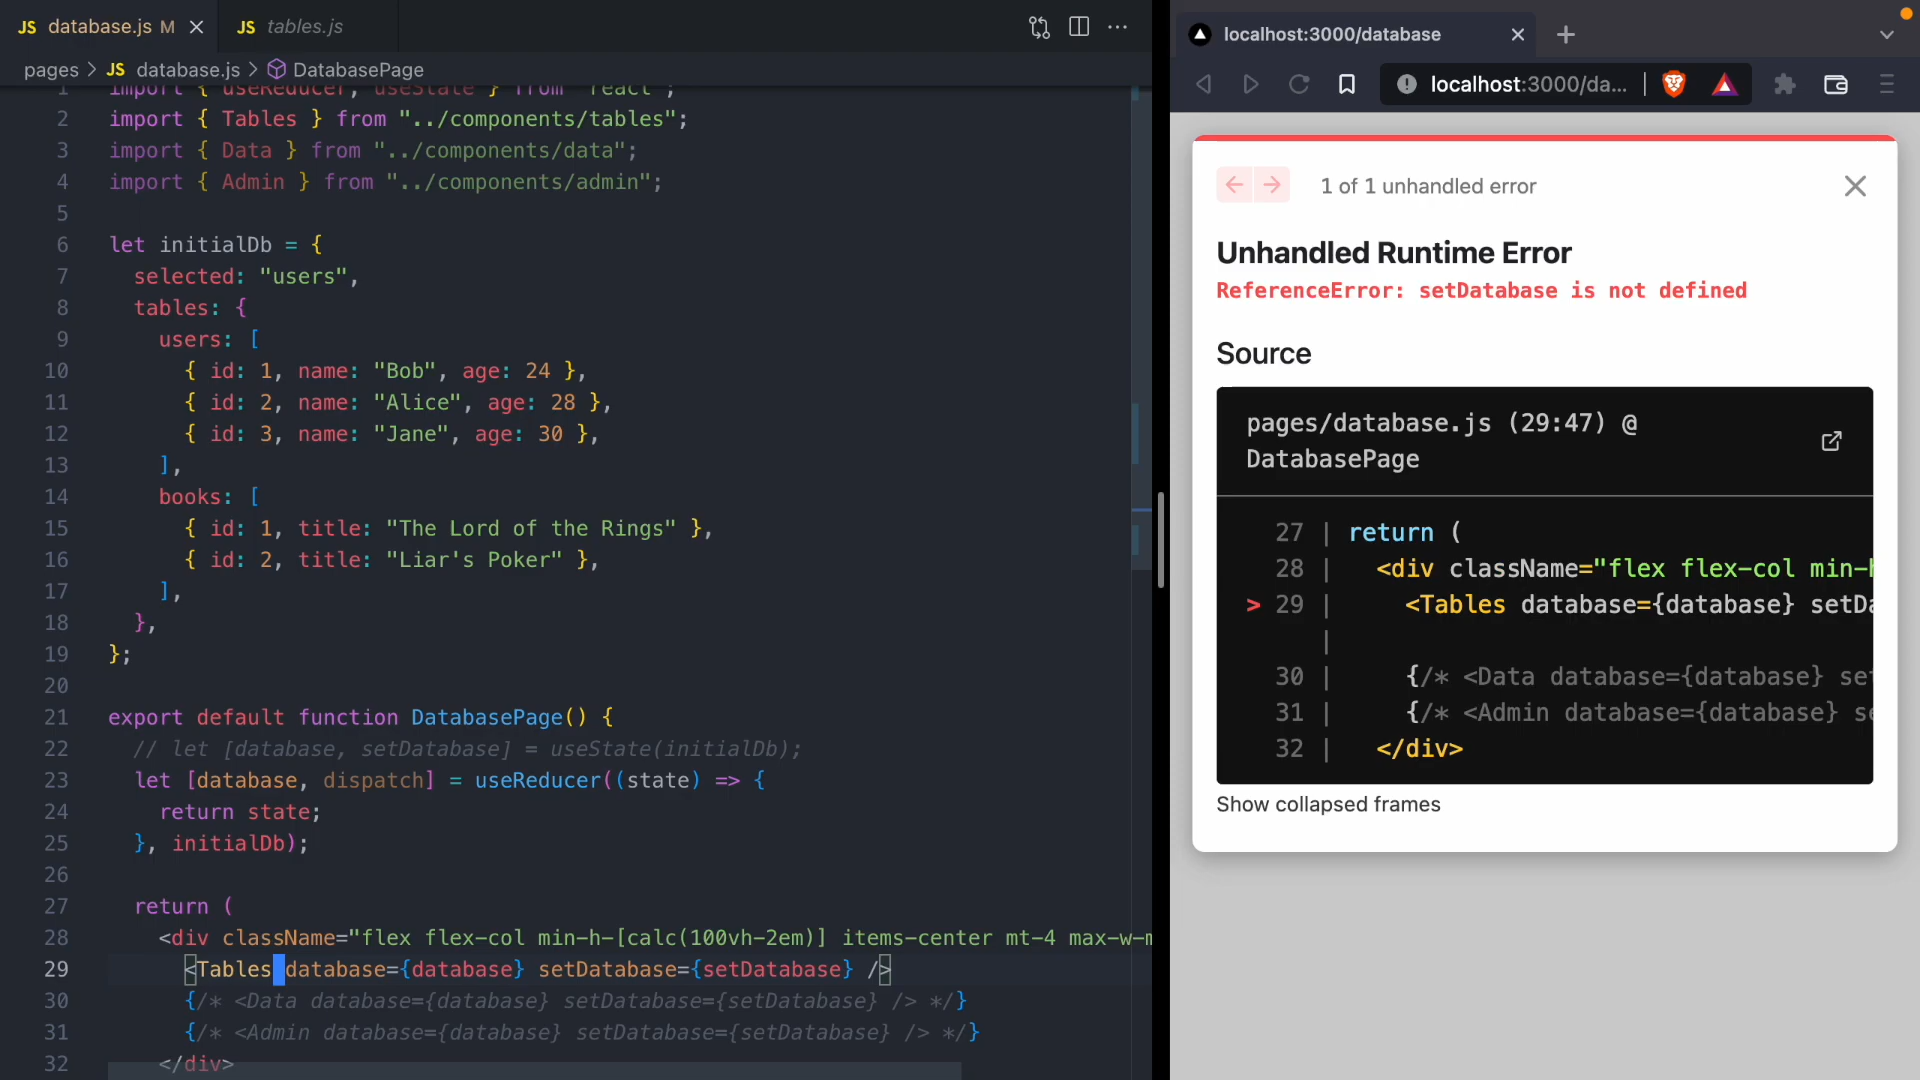 JS database.js M
JS tables.js
pages > JS database.js > DatabasePage
1 import { useReducer, useState } from "react";
2 import { Tables } from "../components/tables";
3 import { Data } from "../components/data";
4 import { Admin } from "../components/admin";
5
6 let initialDb = {
7 selected: "users",
8 tables: {
9 users: [
10 { id: 1, name: "Bob", age: 24 },
11 { id: 2, name: "Alice", age: 28 },
12 { id: 3, name: "Jane", age: 30 },
13 ],
14 books: [
15 { id: 1, title: "The Lord of the Rings" },
16 { id: 2, title: "Liar's Poker" },
17 ],
18 },
19 };
20
21 export default function DatabasePage() {
22 // let [database, setDatabase] = useState(initialDb);
23 let [database, dispatch] = useReducer((state) => {
24 return state;
25 }, initialDb);
26
27 return (
28 <div className="flex flex-col min-h-[calc(100vh-2em)] items-center mt-4 max-w-m
29 <Tables database={database} setDatabase={setDatabase} />
30 {/* <Data database={database} setDatabase={setDatabase} /> */}
31 {/* <Admin database={database} setDatabase={setDatabase} /> */}
32 </div>
localhost:3000/database
localhost:3000/da...
1 of 1 unhandled error
Unhandled Runtime Error
ReferenceError: setDatabase is not defined
Source
pages/database.js (29:47) @
DatabasePage
27 | return (
28 | <div className="flex flex-col min-h
> 29 | <Tables database={database} setDa
|
30 | {/* <Data database={database} set
31 | {/* <Admin database={database} se
32 | </div>
Show collapsed frames